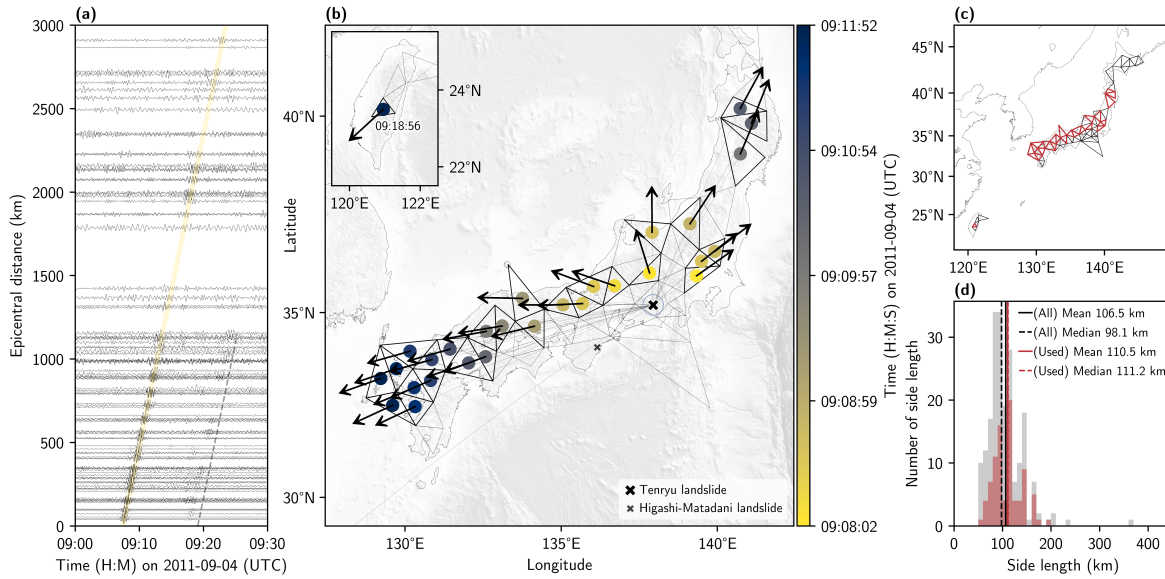 (a)
3000
2500
2000
1500
1000
500
0
Epicentral distance (km)
09:00
09:10
09:20
09:30
Time (H:M) on 2011-09-04 (UTC)
(b)
40°N
35°N
30°N
Latitude
130°E
135°E
140°E
Longitude
24°N
22°N
120°E
122°E
09:18:56
Tenryu landslide
Higashi-Matadani landslide
09:11:52
09:10:54
09:09:57
09:08:59
09:08:02
Time (H:M:S) on 2011-09-04 (UTC)
(c)
45°N
40°N
35°N
30°N
25°N
120°E
130°E
140°E
(d)
30
20
10
0
Number of side length
(All) Mean 106.5 km
(All) Median 98.1 km
(Used) Mean 110.5 km
(Used) Median 111.2 km
0
100
200
300
400
Side length (km)